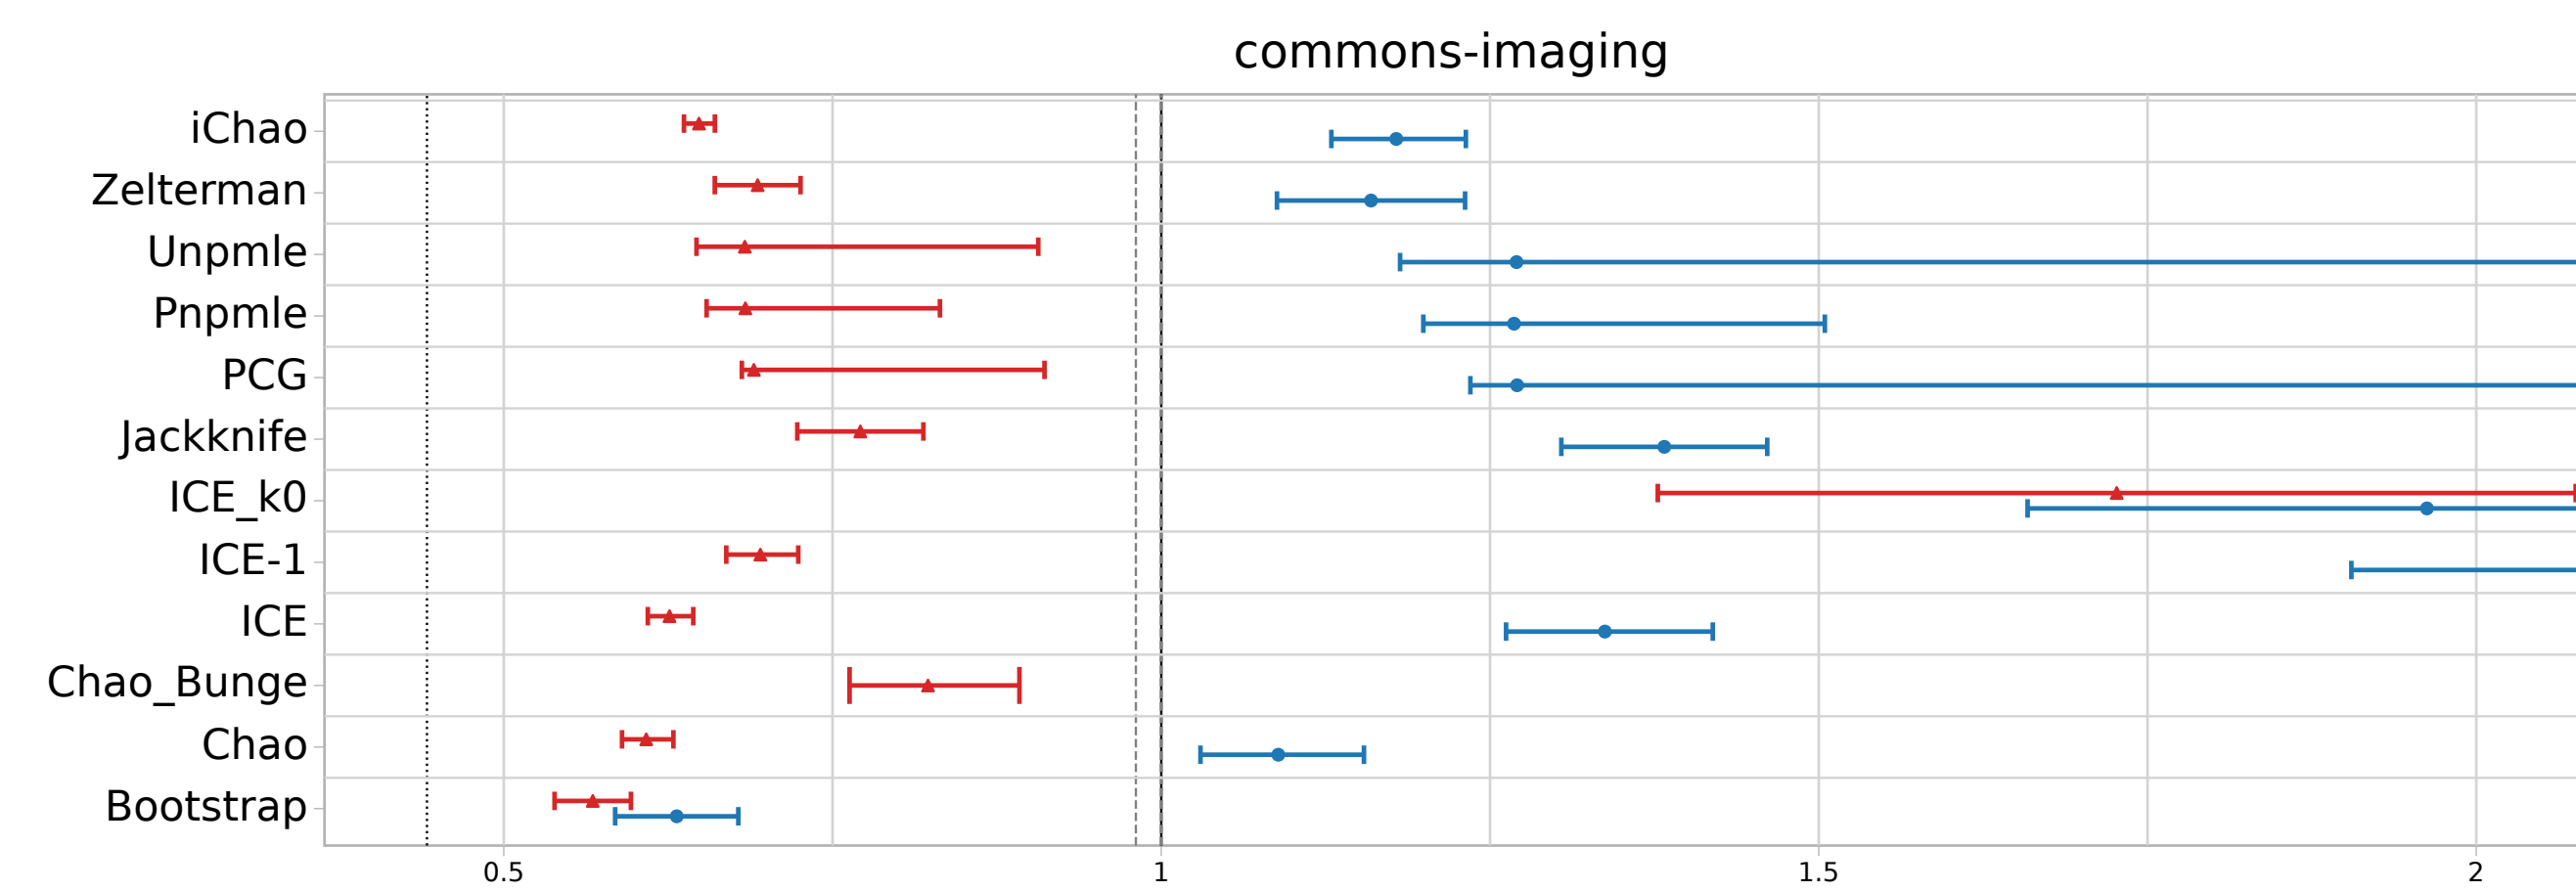 commons-imaging
iChao
Zelterman
Unpmle
Pnpmle
PCG
Jackknife
ICE_k0
ICE-1
ICE
Chao_Bunge
Chao
Bootstrap
0.5 1 1.5 2